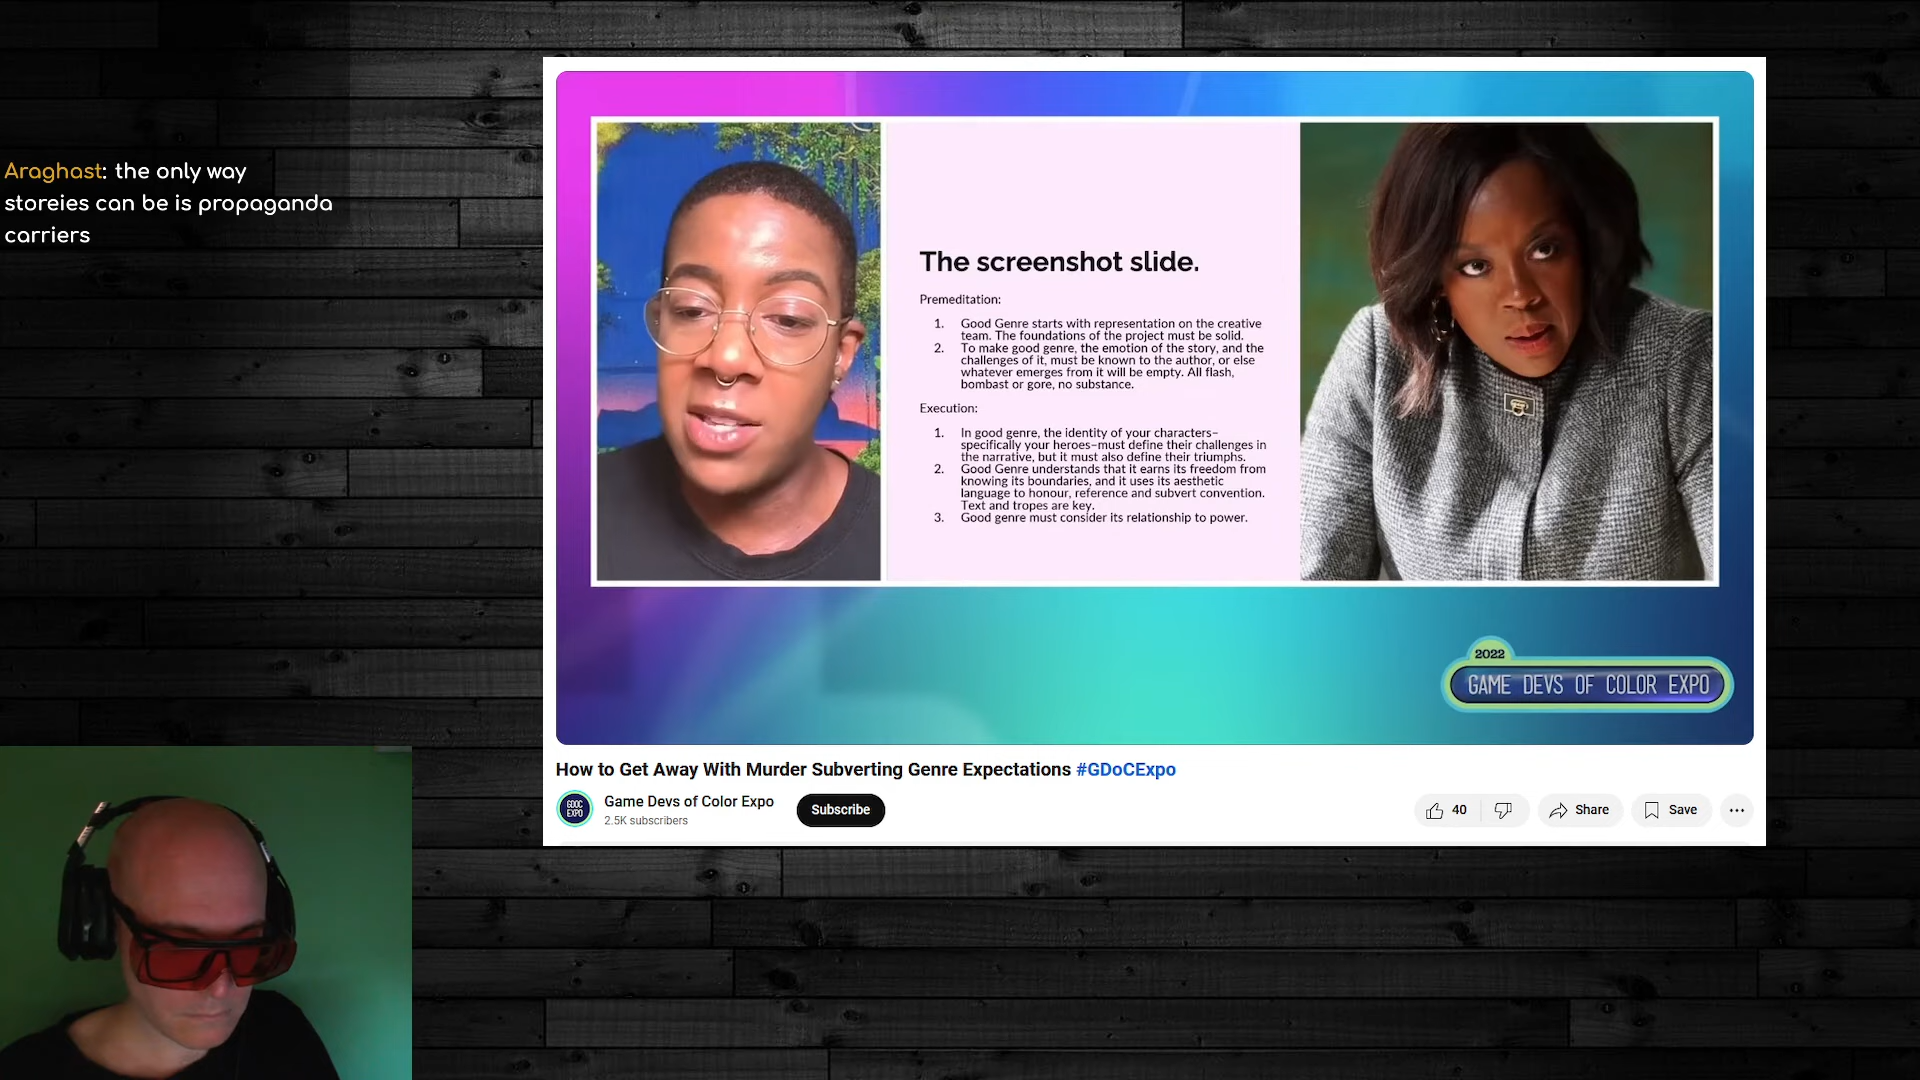 Araghast: the only way
storeies can be is propaganda
carriers
The screenshot slide.
Premeditation:
1. Good Genre starts with representation on the creative
team. The foundations of the project must be solid.
2. To make good genre, the emotion of the story, and the
challenges of it, must be known to the author, or else
whatever emerges from it will be empty. All flash,
bombast or gore, no substance.
Execution:
1. In good genre, the identity of your characters–
specifically your heroes–must define their challenges in
the narrative, but it must also define their triumphs.
2. Good Genre understands that it earns its freedom from
knowing its boundaries, and it uses its aesthetic
language to honour, reference and subvert convention.
Text and tropes are key.
3. Good genre must consider its relationship to power.
2022
GAME DEVS OF COLOR EXPO
How to Get Away With Murder Subverting Genre Expectations #GDoCExpo
GDOC
EXPO
Game Devs of Color Expo
2.5K subscribers
Subscribe
40
Share
Save